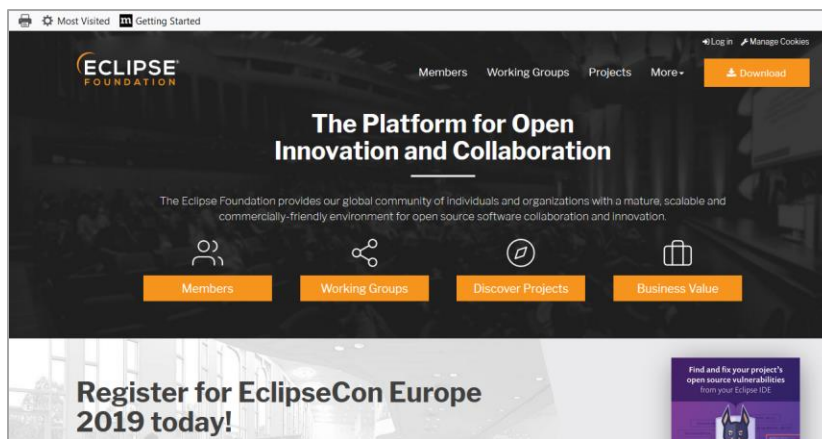 Most Visited m Getting Started
Log in Manage Cookies
ECLIPSE
FOUNDATION
Members Working Groups Projects More Download
The Platform for Open
Innovation and Collaboration
The Eclipse Foundation provides our global community of individuals and organizations with a mature, scalable and
commercially-friendly environment for open source software collaboration and innovation.
Members Working Groups Discover Projects Business Value
Register for EclipseCon Europe
2019 today!
Find and fix your project's
open source vulnerabilities
from your Eclipse IDE